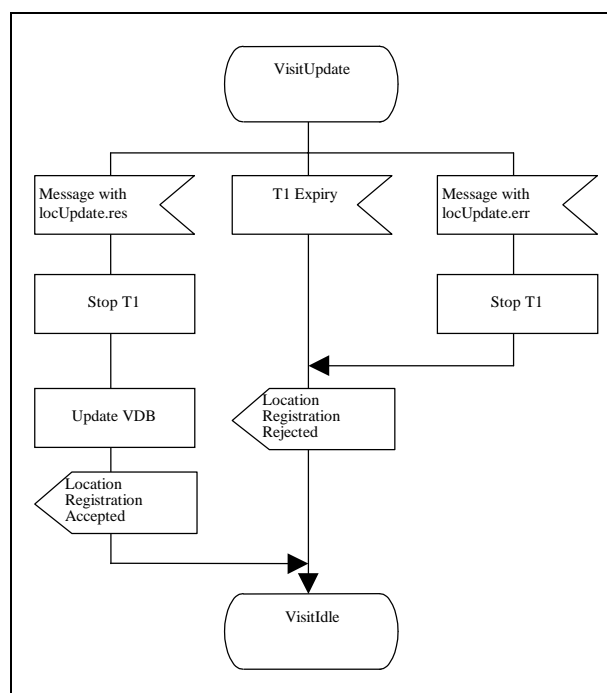 VisitUpdate
Message with
locUpdate.res
T1 Expiry
Message with
locUpdate.err
Stop T1
Stop T1
Update VDB
Location
Registration
Rejected
Location
Registration
Accepted
VisitIdle